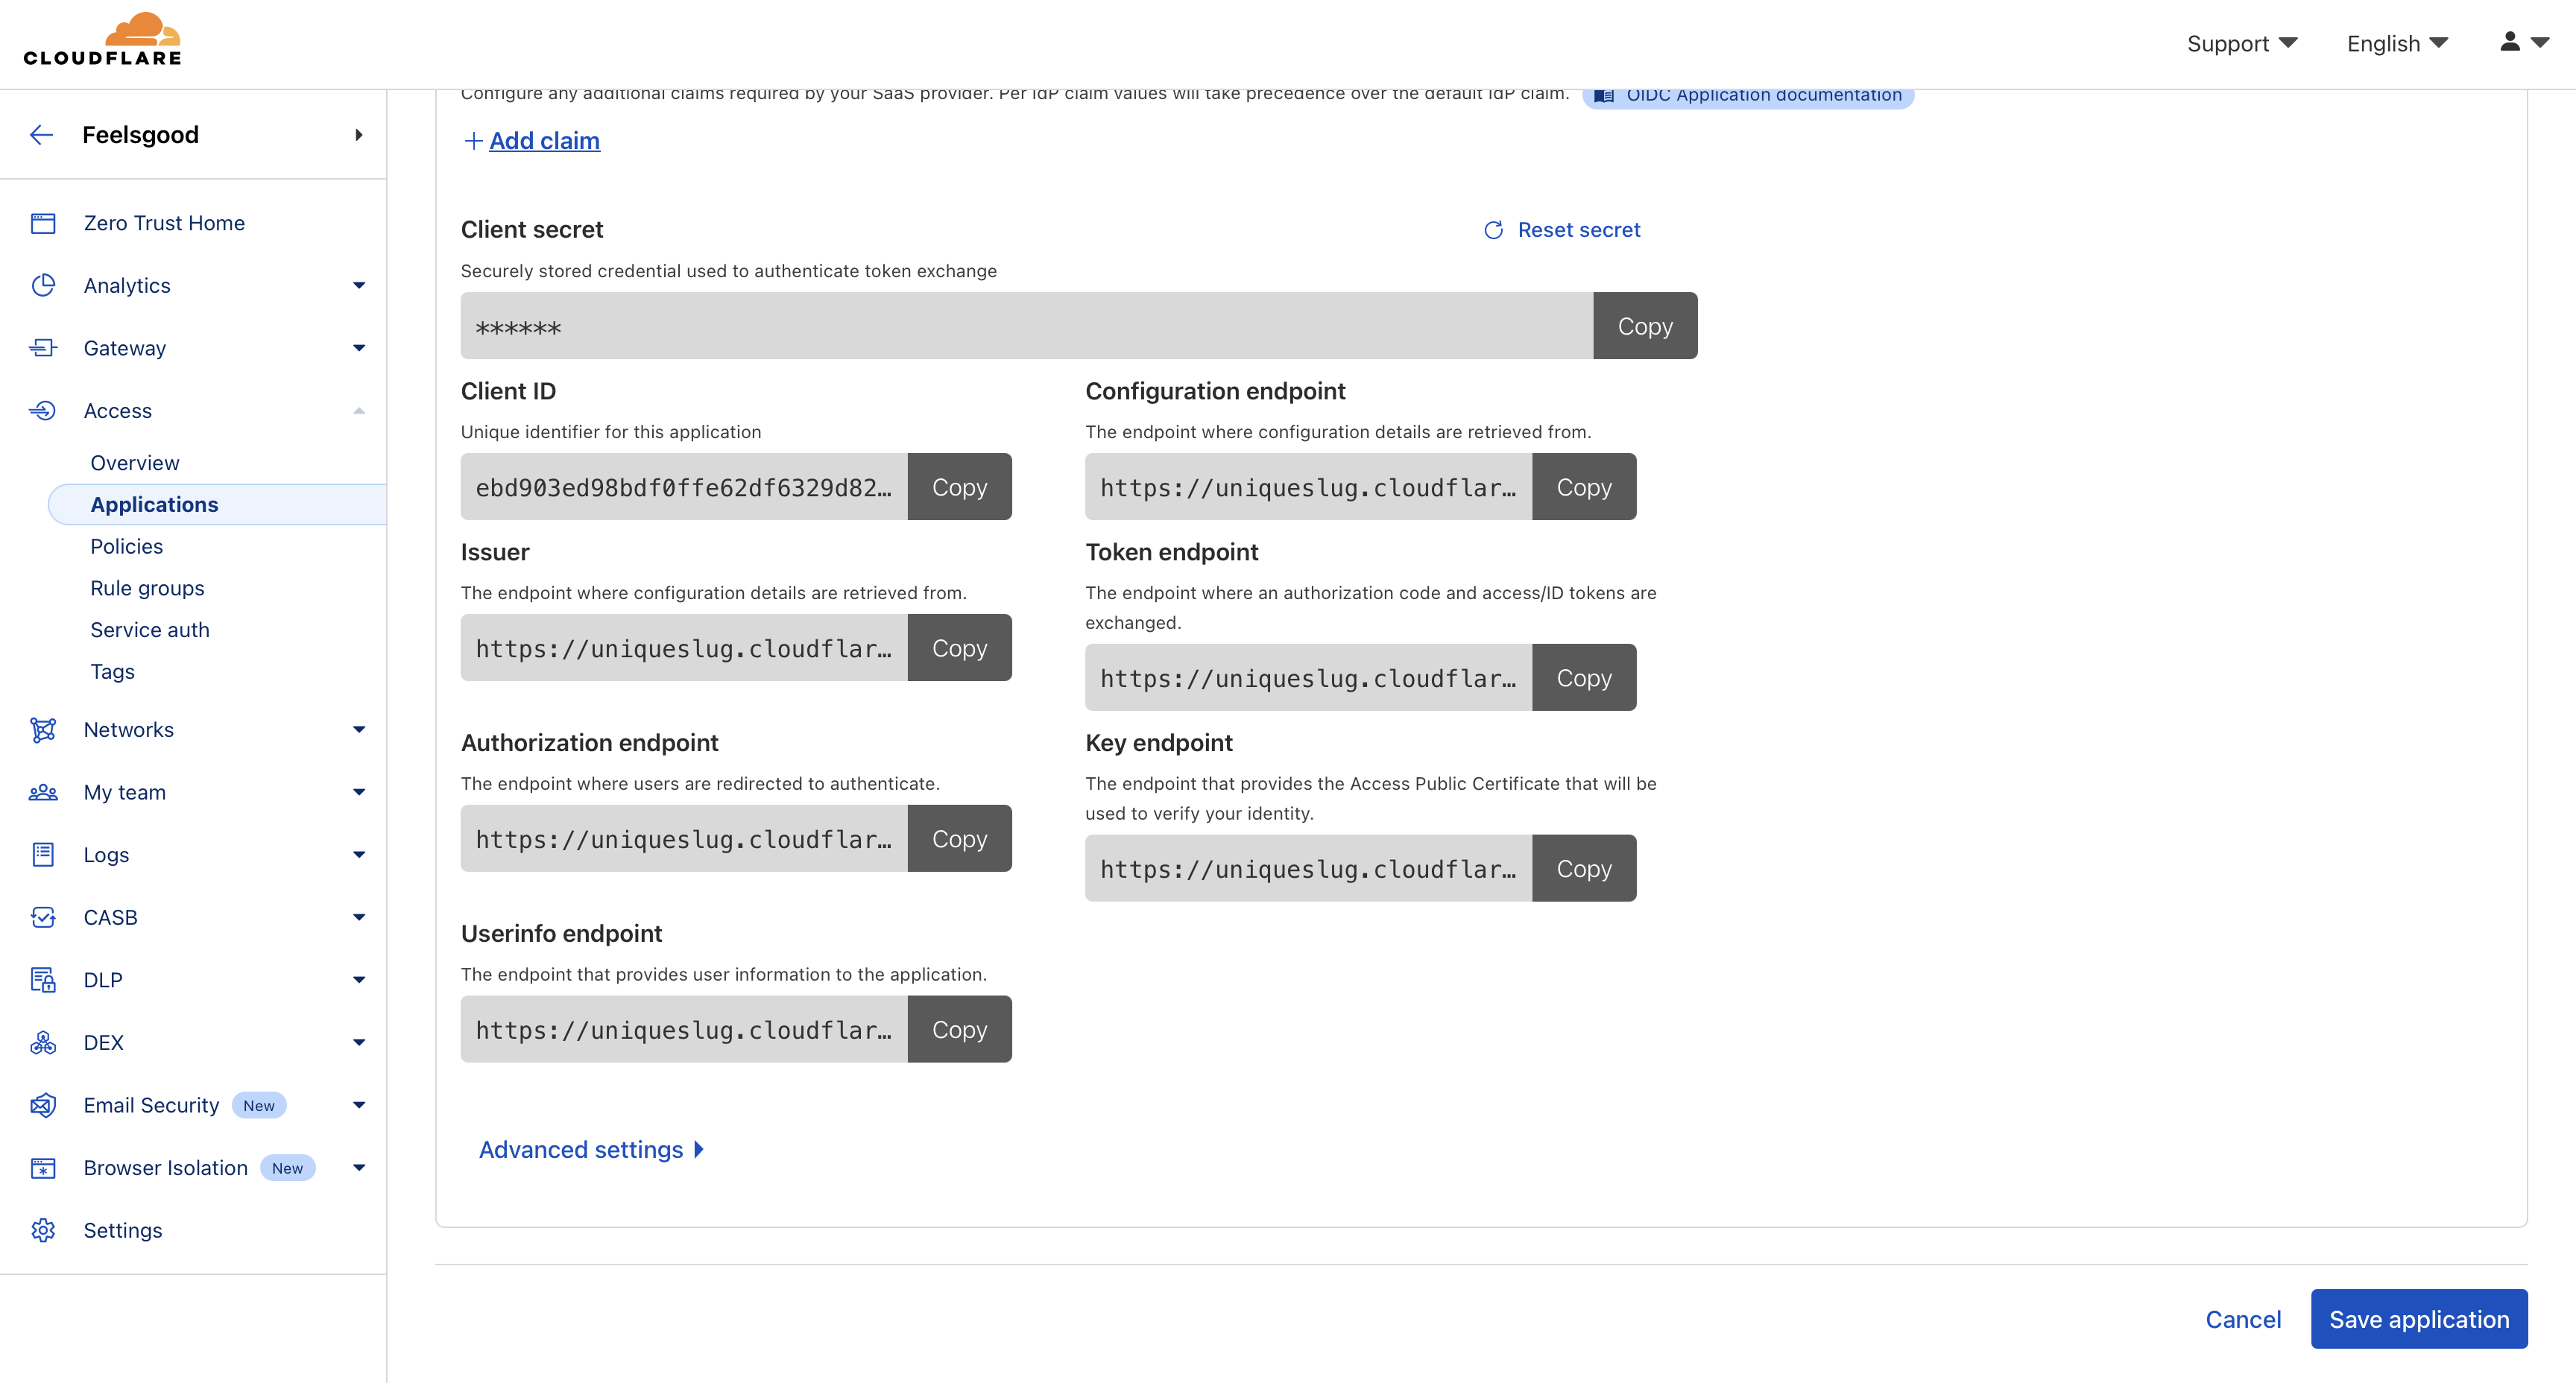 CLOUDFLARE
Support
English
Feelsgood
Zero Trust Home
Analytics
Gateway
Access
Overview
Applications
Policies
Rule groups
Service auth
Tags
Networks
My team
Logs
CASB
DLP
DEX
Email Security New
Browser Isolation New
Settings
Configure any additional claims required by your SaaS provider. Per IdP claim values will take precedence over the default IdP claim. OIDC Application documentation
+ Add claim
Client secret
Reset secret
Securely stored credential used to authenticate token exchange
****** Copy
Client ID
Unique identifier for this application
ebd903ed98bdf0ffe62df6329d82… Copy
Configuration endpoint
The endpoint where configuration details are retrieved from.
https://uniqueslug.cloudflar… Copy
Issuer
The endpoint where configuration details are retrieved from.
https://uniqueslug.cloudflar… Copy
Token endpoint
The endpoint where an authorization code and access/ID tokens are
exchanged.
https://uniqueslug.cloudflar… Copy
Authorization endpoint
The endpoint where users are redirected to authenticate.
https://uniqueslug.cloudflar… Copy
Key endpoint
The endpoint that provides the Access Public Certificate that will be
used to verify your identity.
https://uniqueslug.cloudflar… Copy
Userinfo endpoint
The endpoint that provides user information to the application.
https://uniqueslug.cloudflar… Copy
Advanced settings
Cancel
Save application